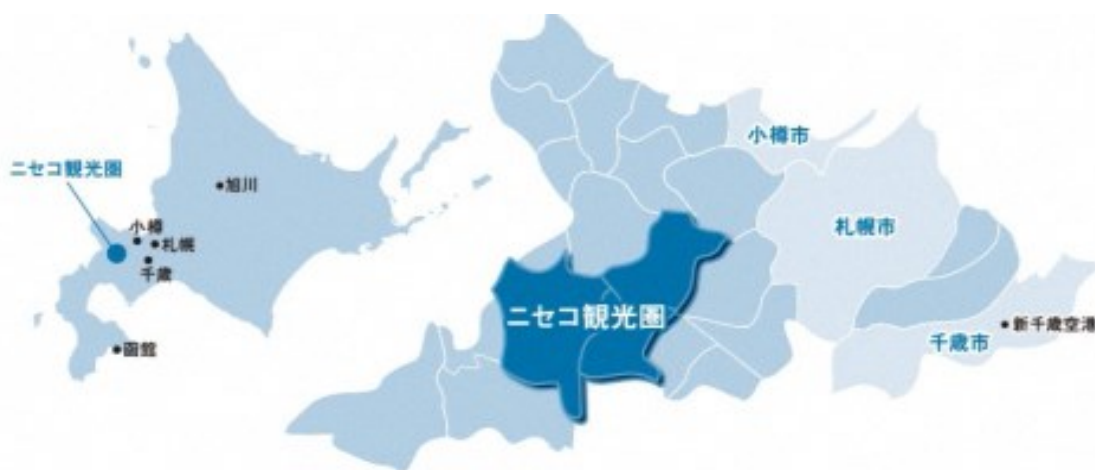 ニセコ観光圏
旭川
小樽
札幌
千歳
函館
小樽市
札幌市
ニセコ観光圏
千歳市
新千歳空港